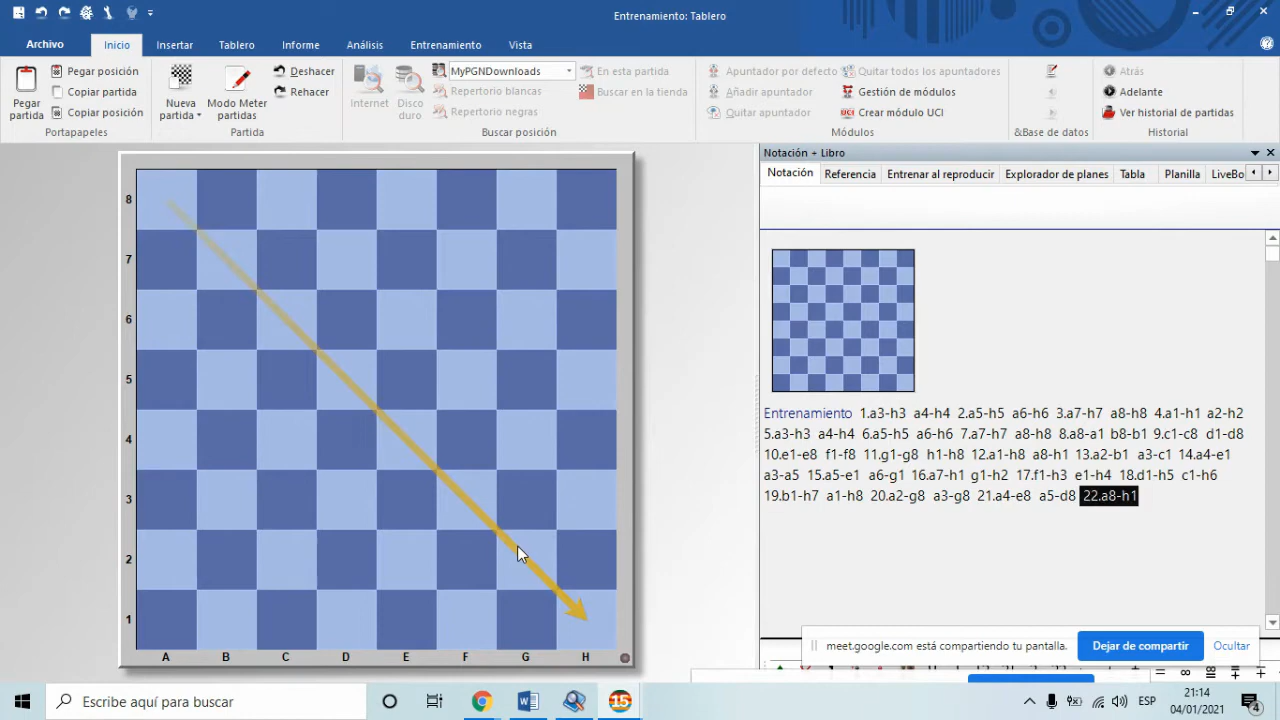 Entrenamiento: Tablero
Archivo Inicio Insertar Tablero Informe Análisis Entrenamiento Vista
Pegar partida
Pegar posición
Copiar partida
Copiar posición
Portapapeles
Nueva partida
Modo Meter partidas
Deshacer
Rehacer
Partida
Internet
Disco duro
MyPGNDownloads
Repertorio blancas
Repertorio negras
En esta partida
Buscar en la tienda
Buscar posición
Apuntador por defecto
Añadir apuntador
Quitar apuntador
Quitar todos los apuntadores
Gestión de módulos
Crear módulo UCI
Módulos
&Base de datos
Atrás
Adelante
Ver historial de partidas
Historial
8
7
6
5
4
3
2
1
A B C D E F G H
Notación + Libro
Notación Referencia Entrenar al reproducir Explorador de planes Tabla Planilla LiveBo
Entrenamiento 1.a3-h3 a4-h4 2.a5-h5 a6-h6 3.a7-h7 a8-h8 4.a1-h1 a2-h2
5.a3-h3 a4-h4 6.a5-h5 a6-h6 7.a7-h7 a8-h8 8.a8-a1 b8-b1 9.c1-c8 d1-d8
10.e1-e8 f1-f8 11.g1-g8 h1-h8 12.a1-h8 a8-h1 13.a2-b1 a3-c1 14.a4-e1
a3-a5 15.a5-e1 a6-g1 16.a7-h1 g1-h2 17.f1-h3 e1-h4 18.d1-h5 c1-h6
19.b1-h7 a1-h8 20.a2-g8 a3-g8 21.a4-e8 a5-d8 22.a8-h1
meet.google.com está compartiendo tu pantalla. Dejar de compartir Ocultar
Escribe aquí para buscar
15
ESP
21:14
04/01/2021
4